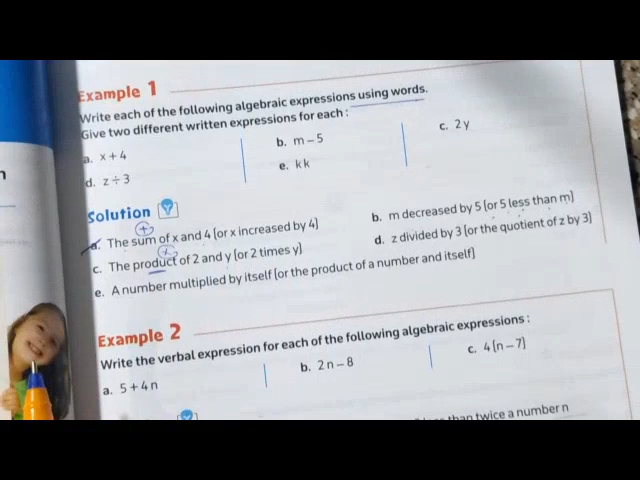 Example 1
Write each of the following algebraic expressions using words.
Give two different written expressions for each :
a. x + 4
b. m – 5
c. 2 y
d. z ÷ 3
e. k k
Solution
+
a. The sum of x and 4 (or x increased by 4)
b. m decreased by 5 (or 5 less than m)
×
c. The product of 2 and y (or 2 times y)
d. z divided by 3 (or the quotient of z by 3)
e. A number multiplied by itself (or the product of a number and itself)
Example 2
Write the verbal expression for each of the following algebraic expressions :
a. 5 + 4 n
b. 2 n – 8
c. 4 (n – 7)
than twice a number n